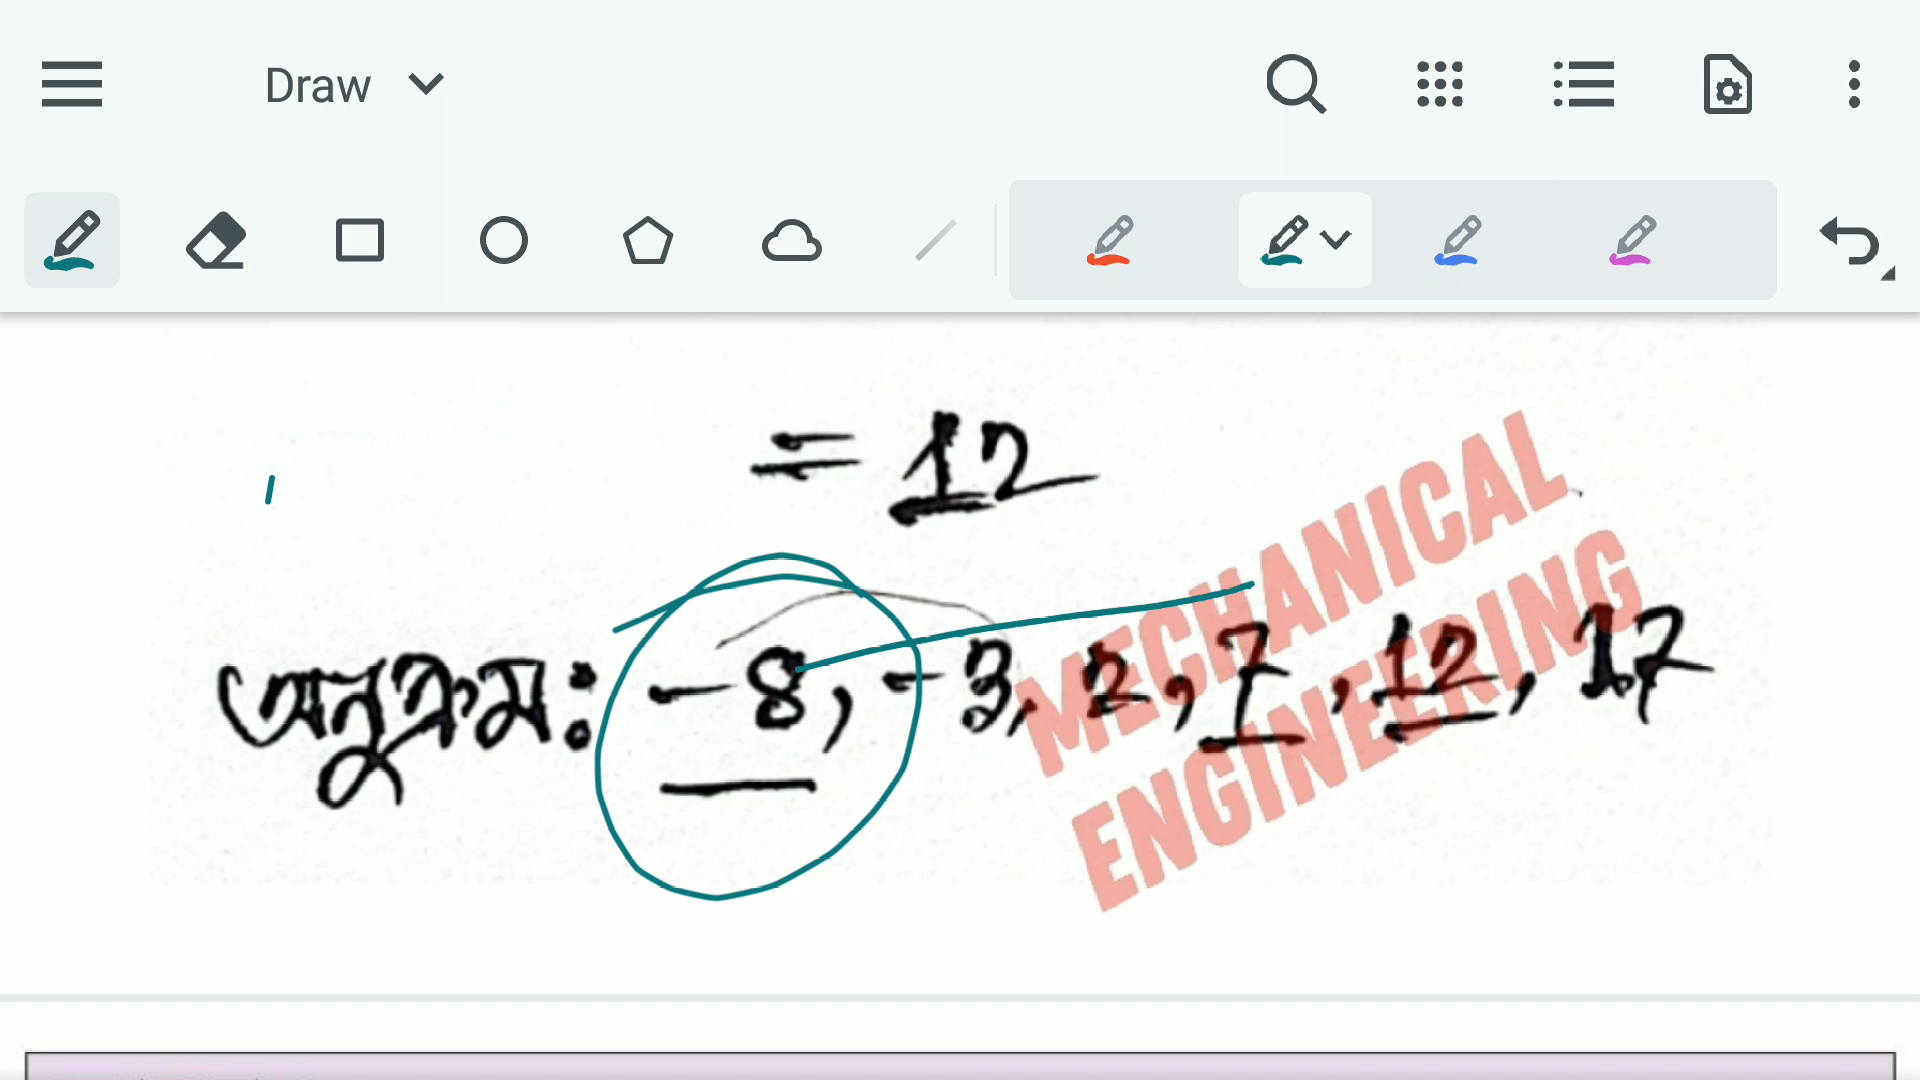 Draw
= 12
অনুক্রম: -8, -3, 2, 7, 12, 17
MECHANICAL
ENGINEERING